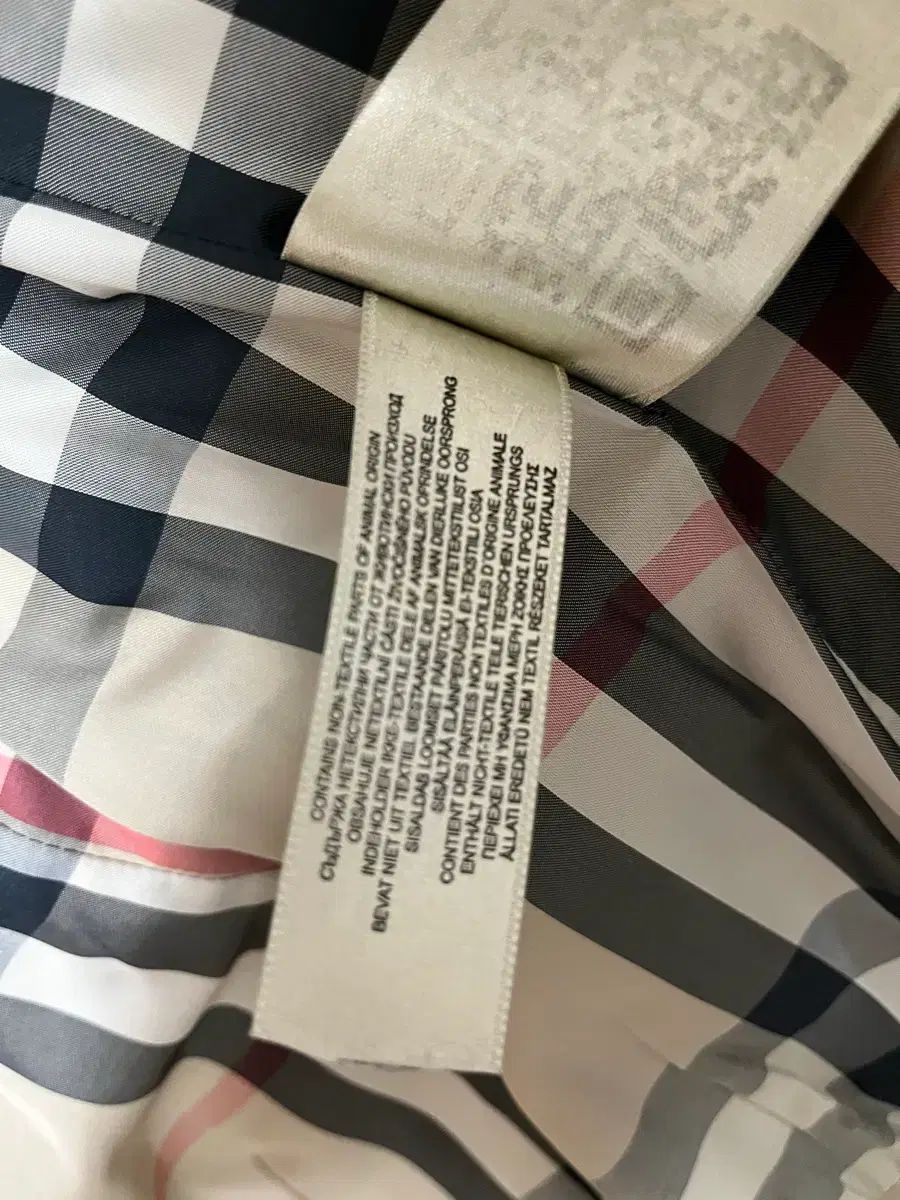 CONTAINS NON-TEXTILE PARTS OF ANIMAL ORIGIN
СЪДЪРЖА НЕТЕКСТИЛНИ ЧАСТИ ОТ ЖИВОТИНСКИ ПРОИЗХОД
OBSAHUJE NETEXTILNÍ ČÁSTI ŽIVOČIŠNÉHO PŮVODU
INDEHOLDER IKKE-TEXTILE DELE AF ANIMALSK OPRINDELSE
BEVAT NIET UIT TEXTIEL BESTAANDE DELEN VAN DIERLIJKE OORSPRONG
SISALDAB LOOMSET PÄRITOLU MITTETEKSTIILIST OSI
SISÄLTÄÄ ELÄINPERÄISIÄ EI-TEKSTIILI OSIA
CONTIENT DES PARTIES NON TEXTILES D'ORIGINE ANIMALE
ENTHÄLT NICHT-TEXTILE TEILE TIERISCHEN URSPRUNGS
ΠΕΡΙΕΧΕΙ ΜΗ ΥΦΑΝΣΙΜΑ ΜΕΡΗ ΖΩΙΚΗΣ ΠΡΟΕΛΕΥΣΗΣ
ÁLLATI EREDETŰ NEM TEXTIL RÉSZEKET TARTALMAZ